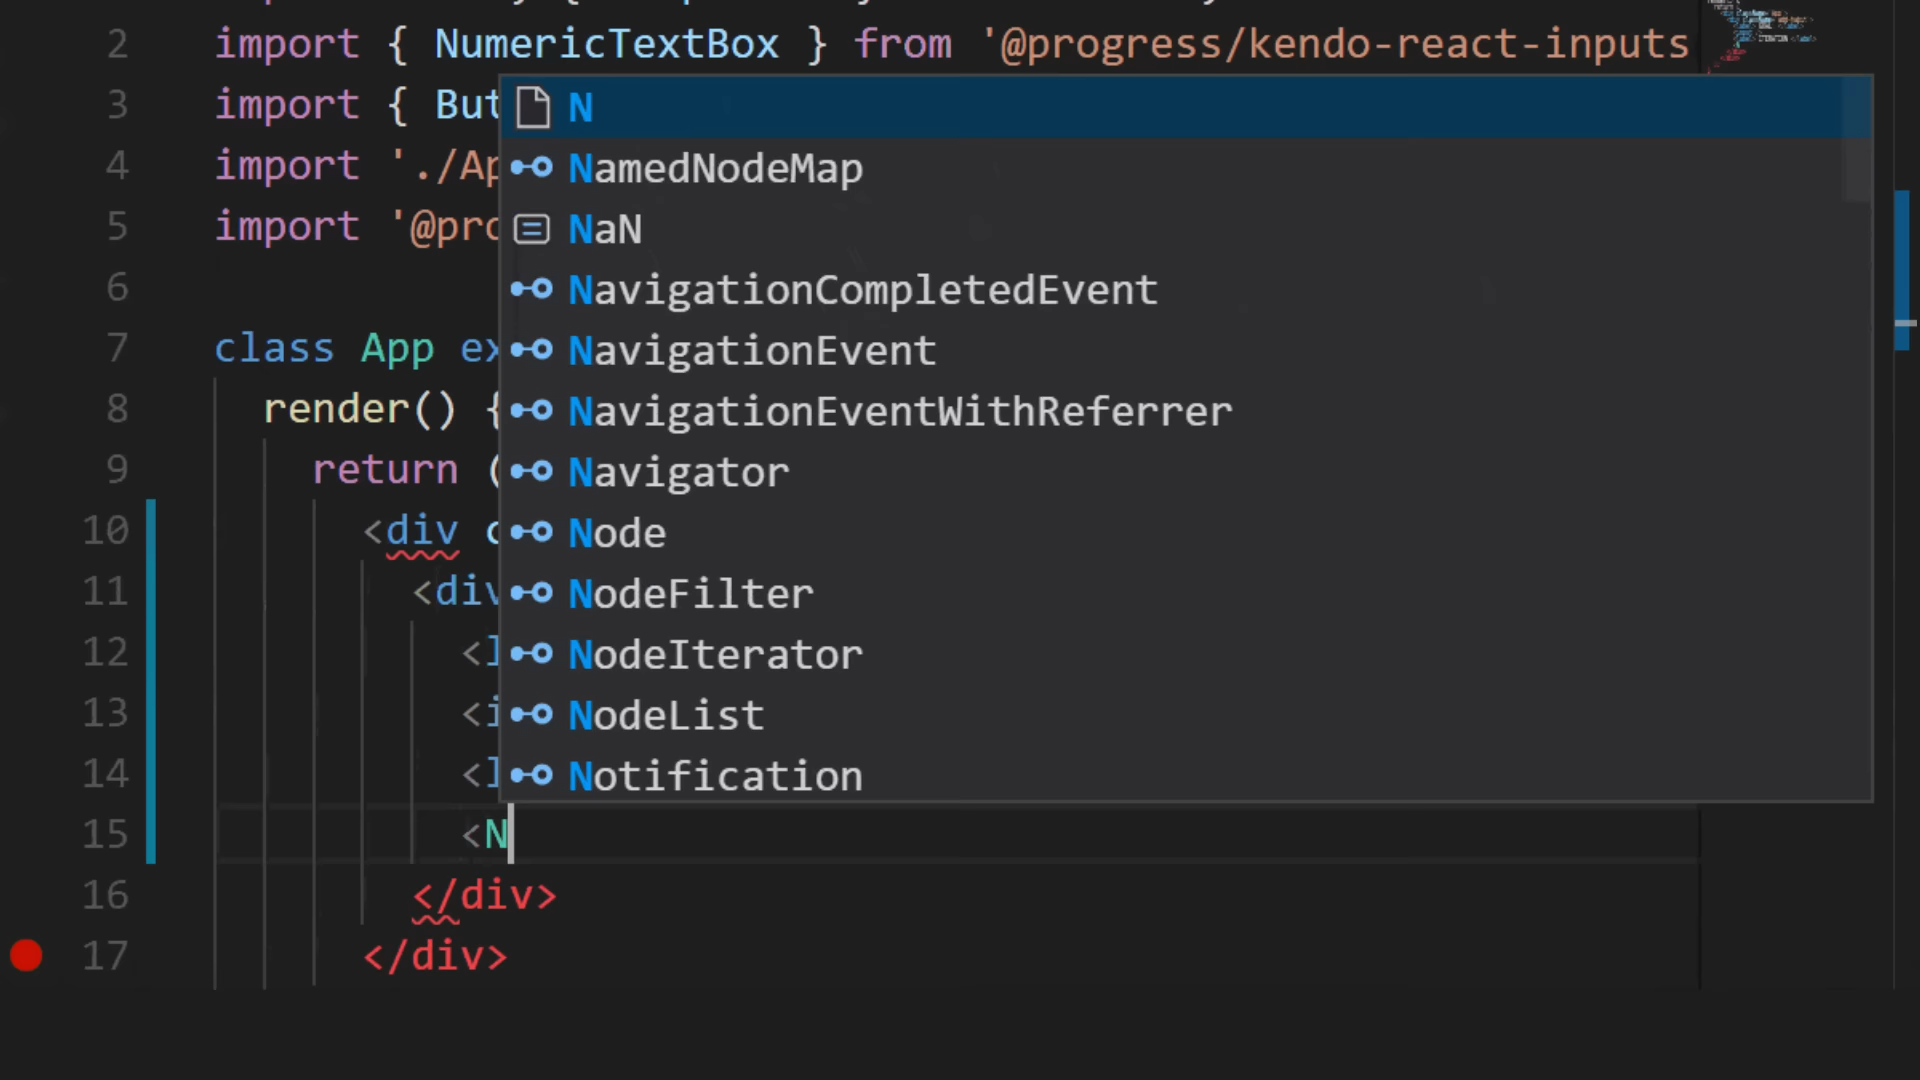 2 import { NumericTextBox } from '@progress/kendo-react-inputs
3 import { But
4 import './Ap
5 import '@pro
6
7 class App ex
8 render() {
9 return (
10 <div c
11 <div
12 <l
13 <i
14 <l
15 <N
16 </div>
17 </div>
N
NamedNodeMap
NaN
NavigationCompletedEvent
NavigationEvent
NavigationEventWithReferrer
Navigator
Node
NodeFilter
NodeIterator
NodeList
Notification